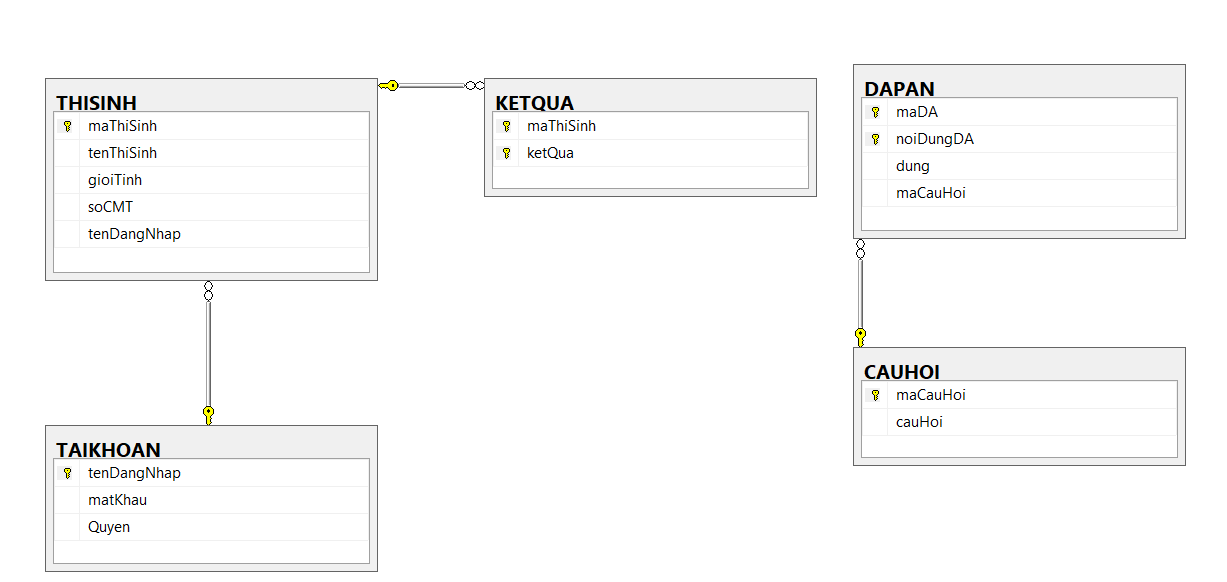 THISINH
maThiSinh
tenThiSinh
gioiTinh
soCMT
tenDangNhap
KETQUA
maThiSinh
ketQua
DAPAN
maDA
noiDungDA
dung
maCauHoi
TAIKHOAN
tenDangNhap
matKhau
Quyen
CAUHOI
maCauHoi
cauHoi